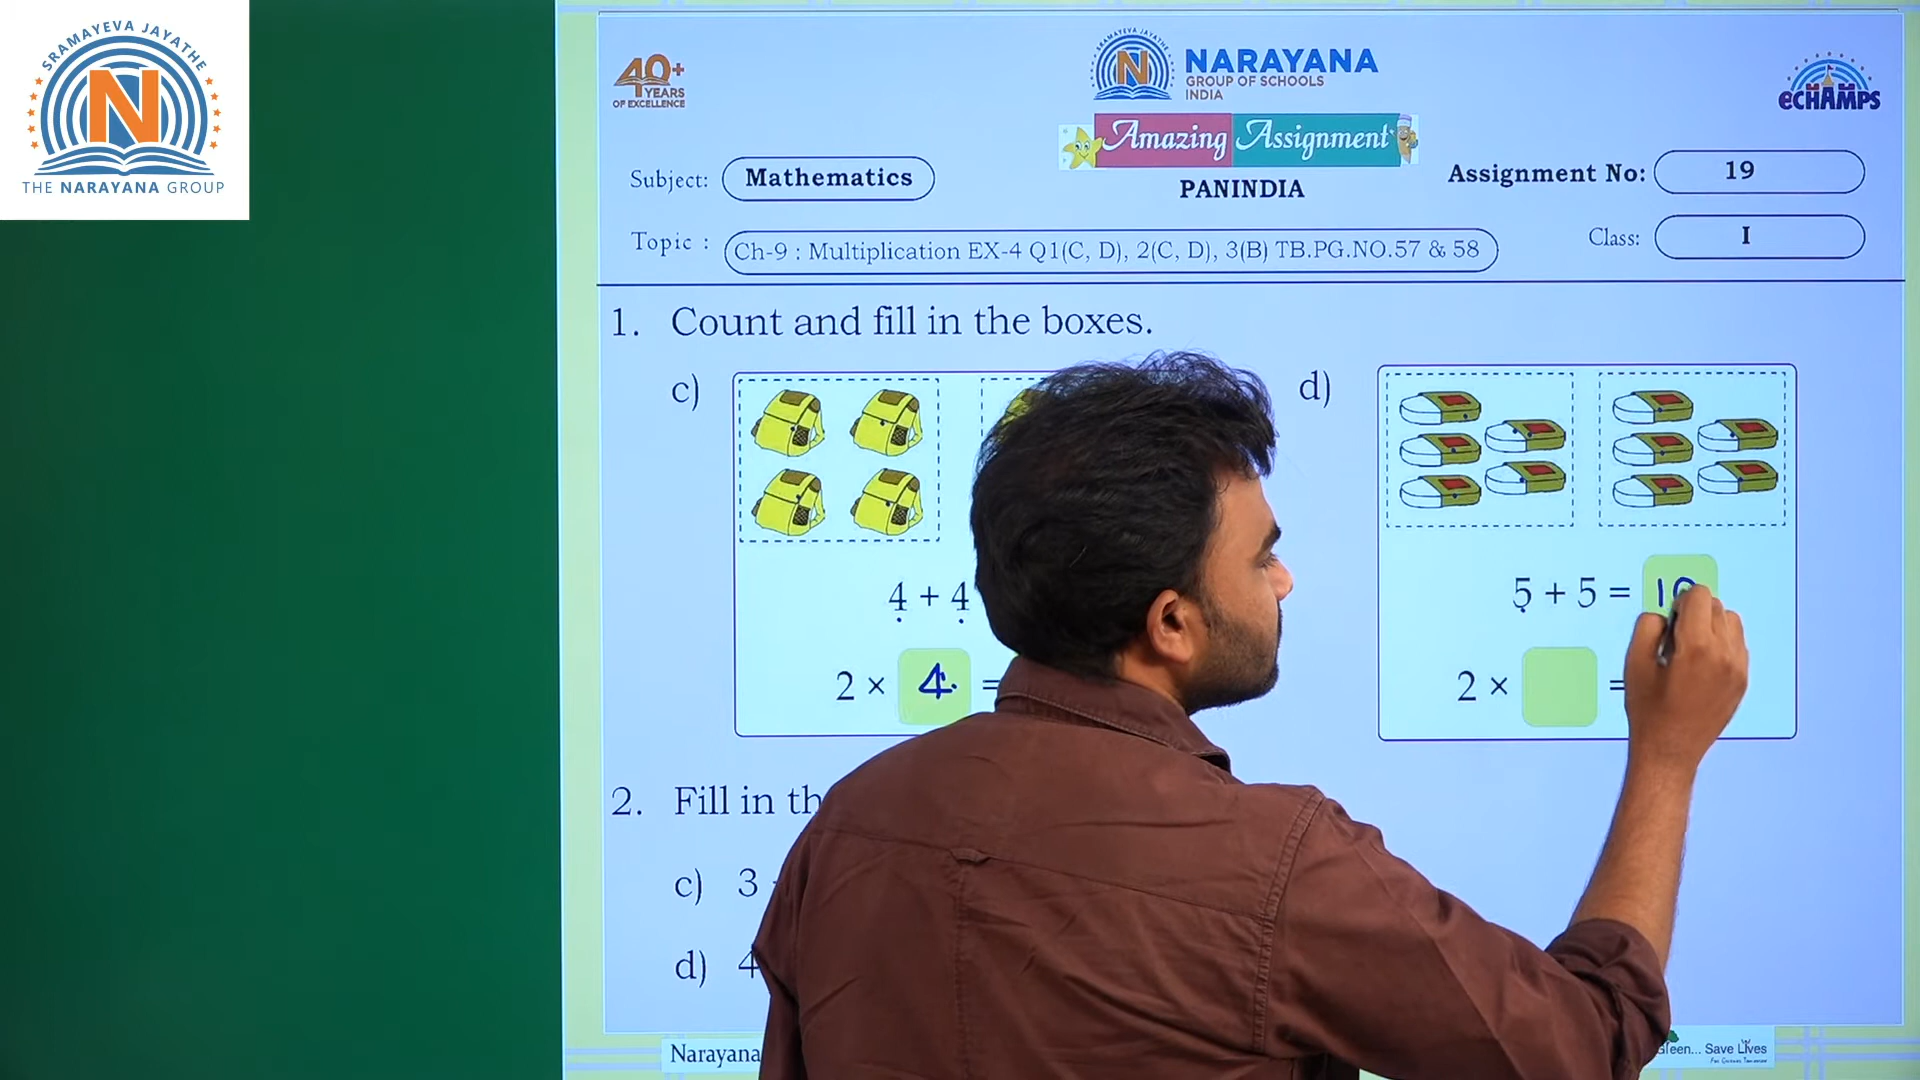 SRAMAYEVA JAYATHE
N
THE NARAYANA GROUP
40+
YEARS
OF EXCELLENCE
SRAMAYEVA JAYATHE
N
NARAYANA
GROUP OF SCHOOLS
INDIA
eCHAMPS
Amazing Assignment
Subject: Mathematics
PANINDIA
Assignment No: 19
Topic : Ch-9 : Multiplication EX-4 Q1(C, D), 2(C, D), 3(B) TB.PG.NO.57 & 58
Class: I
1. Count and fill in the boxes.
c)
d)
4 + 4
5 + 5 = 10
2 × 4 =
2 × =
2. Fill in
c) 3
d) 4
Narayana
Green... Save Lives